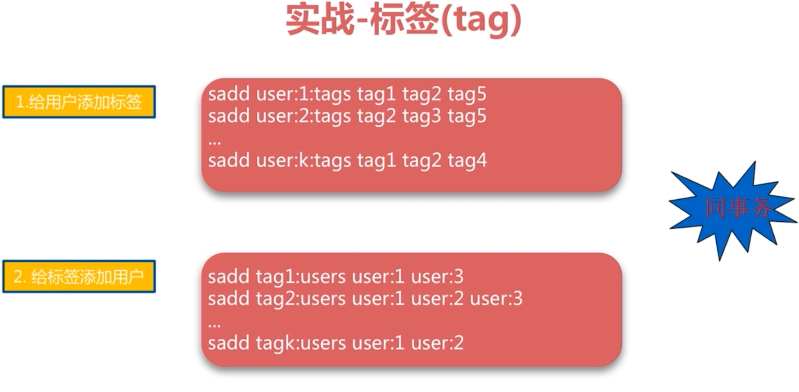 实战-标签(tag)
1.给用户添加标签
sadd user:1:tags tag1 tag2 tag5
sadd user:2:tags tag2 tag3 tag5
...
sadd user:k:tags tag1 tag2 tag4
同事务
2. 给标签添加用户
sadd tag1:users user:1 user:3
sadd tag2:users user:1 user:2 user:3
...
sadd tagk:users user:1 user:2